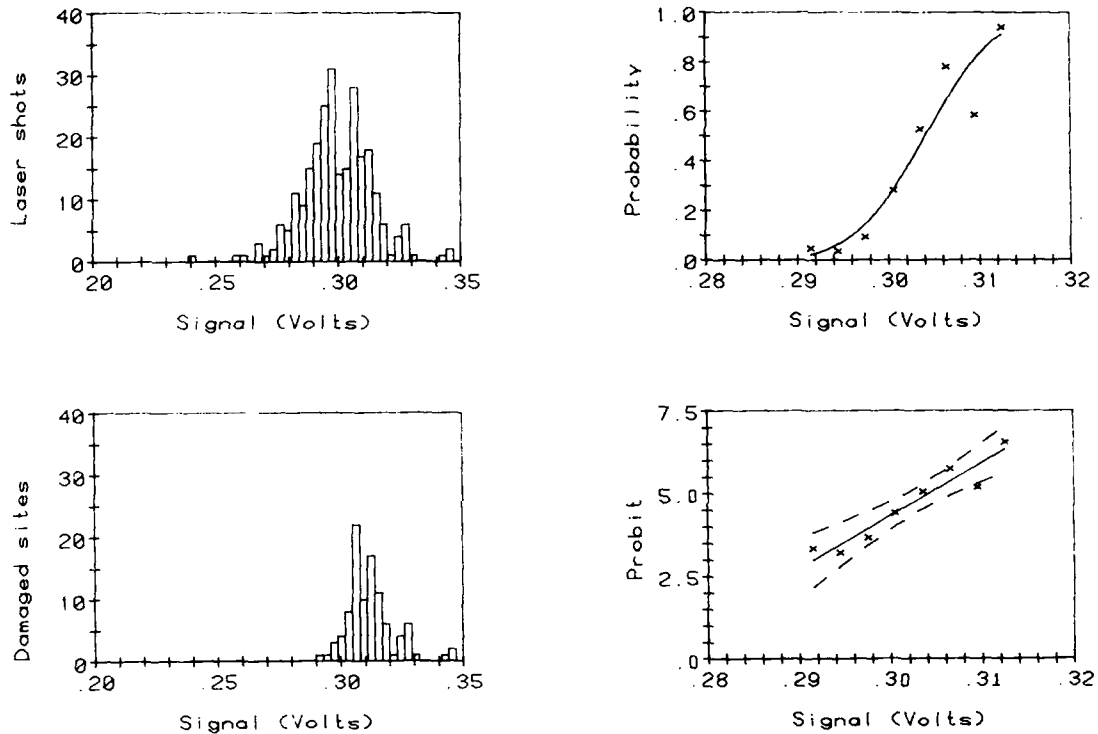 40
30
20
10
0
Laser shots
.20 .25 .30 .35
Signal (Volts)
1.0
.8
.6
.4
.2
.0
Probability
.28 .29 .30 .31 .32
Signal (Volts)
40
30
20
10
0
Damaged sites
0.20 .25 .30 .35
Signal (Volts)
7.5
5.0
2.5
.0
Probit
.28 .29 .30 .31 .32
Signal (Volts)